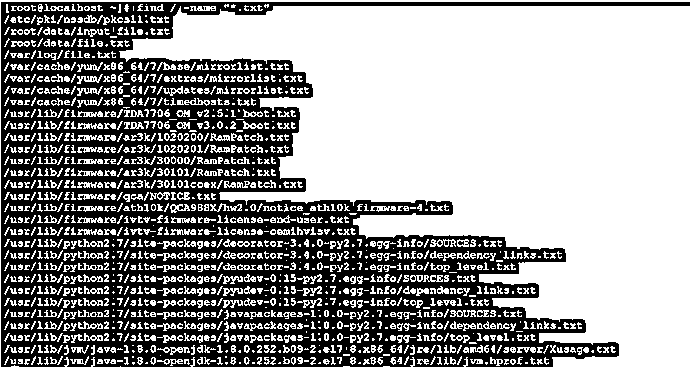 [root@localhost ~]# find / -name "*.txt"
/etc/pki/nssdb/pkcs11.txt
/root/data/input_file.txt
/root/data/file.txt
/var/log/file.txt
/var/cache/yum/x86_64/7/base/mirrorlist.txt
/var/cache/yum/x86_64/7/extras/mirrorlist.txt
/var/cache/yum/x86_64/7/updates/mirrorlist.txt
/var/cache/yum/x86_64/7/timedhosts.txt
/usr/lib/firmware/TDA7706_OM_v2.5.1_boot.txt
/usr/lib/firmware/TDA7706_OM_v3.0.2_boot.txt
/usr/lib/firmware/ar3k/1020200/RamPatch.txt
/usr/lib/firmware/ar3k/1020201/RamPatch.txt
/usr/lib/firmware/ar3k/30000/RamPatch.txt
/usr/lib/firmware/ar3k/30101/RamPatch.txt
/usr/lib/firmware/ar3k/30101coex/RamPatch.txt
/usr/lib/firmware/qca/NOTICE.txt
/usr/lib/firmware/ath10k/QCA988X/hw2.0/notice_ath10k_firmware-4.txt
/usr/lib/firmware/ivtv-firmware-license-end-user.txt
/usr/lib/firmware/ivtv-firmware-license-oemihvisv.txt
/usr/lib/python2.7/site-packages/decorator-3.4.0-py2.7.egg-info/SOURCES.txt
/usr/lib/python2.7/site-packages/decorator-3.4.0-py2.7.egg-info/dependency_links.txt
/usr/lib/python2.7/site-packages/decorator-3.4.0-py2.7.egg-info/top_level.txt
/usr/lib/python2.7/site-packages/pyudev-0.15-py2.7.egg-info/SOURCES.txt
/usr/lib/python2.7/site-packages/pyudev-0.15-py2.7.egg-info/dependency_links.txt
/usr/lib/python2.7/site-packages/pyudev-0.15-py2.7.egg-info/top_level.txt
/usr/lib/python2.7/site-packages/javapackages-1.0.0-py2.7.egg-info/SOURCES.txt
/usr/lib/python2.7/site-packages/javapackages-1.0.0-py2.7.egg-info/dependency_links.txt
/usr/lib/python2.7/site-packages/javapackages-1.0.0-py2.7.egg-info/top_level.txt
/usr/lib/jvm/java-1.8.0-openjdk-1.8.0.252.b09-2.el7_8.x86_64/jre/lib/amd64/server/Xusage.txt
/usr/lib/jvm/java-1.8.0-openjdk-1.8.0.252.b09-2.el7_8.x86_64/jre/lib/jvm.hprof.txt